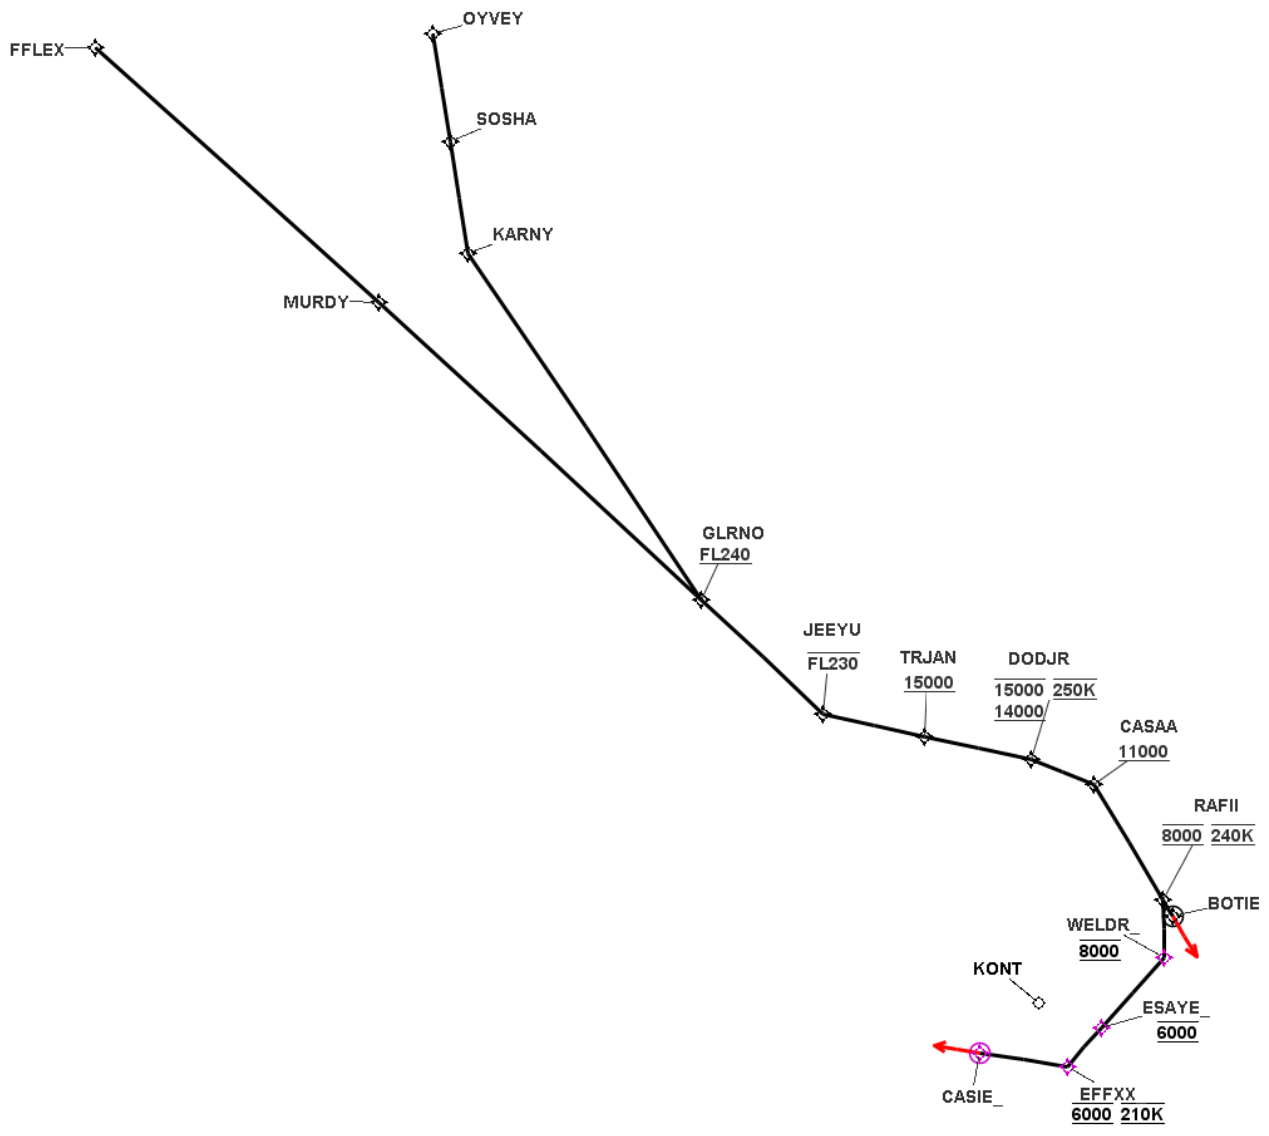 OYVEY
FFLEX
SOSHA
KARNY
MURDY
GLRNO
FL240
JEEYU
FL230
TRJAN
15000
DODJR
15000 250K
14000
CASAA
11000
RAFII
8000 240K
BOTIE
WELDR_
8000
KONT
ESAYE_
6000
CASIE_
EFFXX_
6000 210K